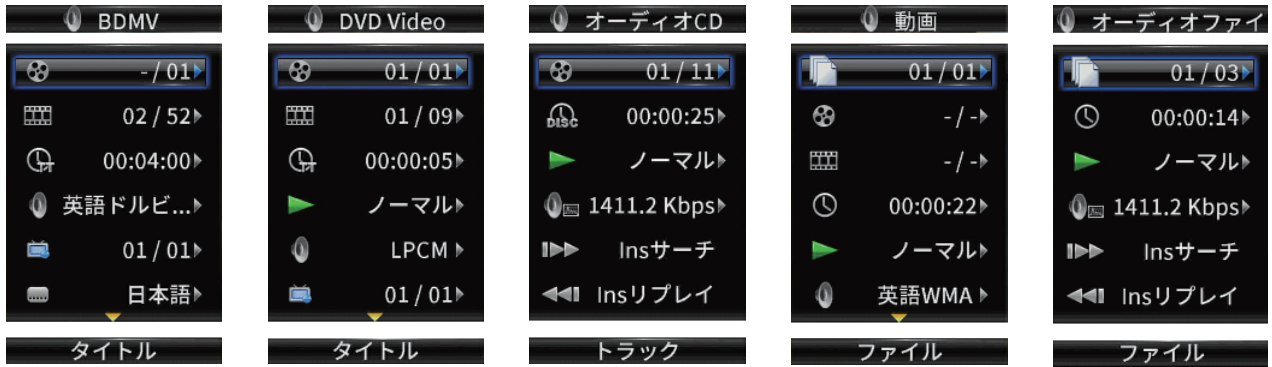 BDMV
-/ 01
02 / 52
00:04:00
英語ドルビ...
01 / 01
日本語
タイトル
DVD Video
01 / 01
01 / 09
00:00:05
ノーマル
LPCM
01 / 01
タイトル
オーディオCD
01 / 11
DISC 00:00:25
ノーマル
1411.2 Kbps
Insサーチ
Insリプレイ
トラック
動画
01 / 01
- / -
- / -
00:00:22
ノーマル
英語WMA
ファイル
オーディオファイ
01 / 03
00:00:14
ノーマル
1411.2 Kbps
Insサーチ
Insリプレイ
ファイル